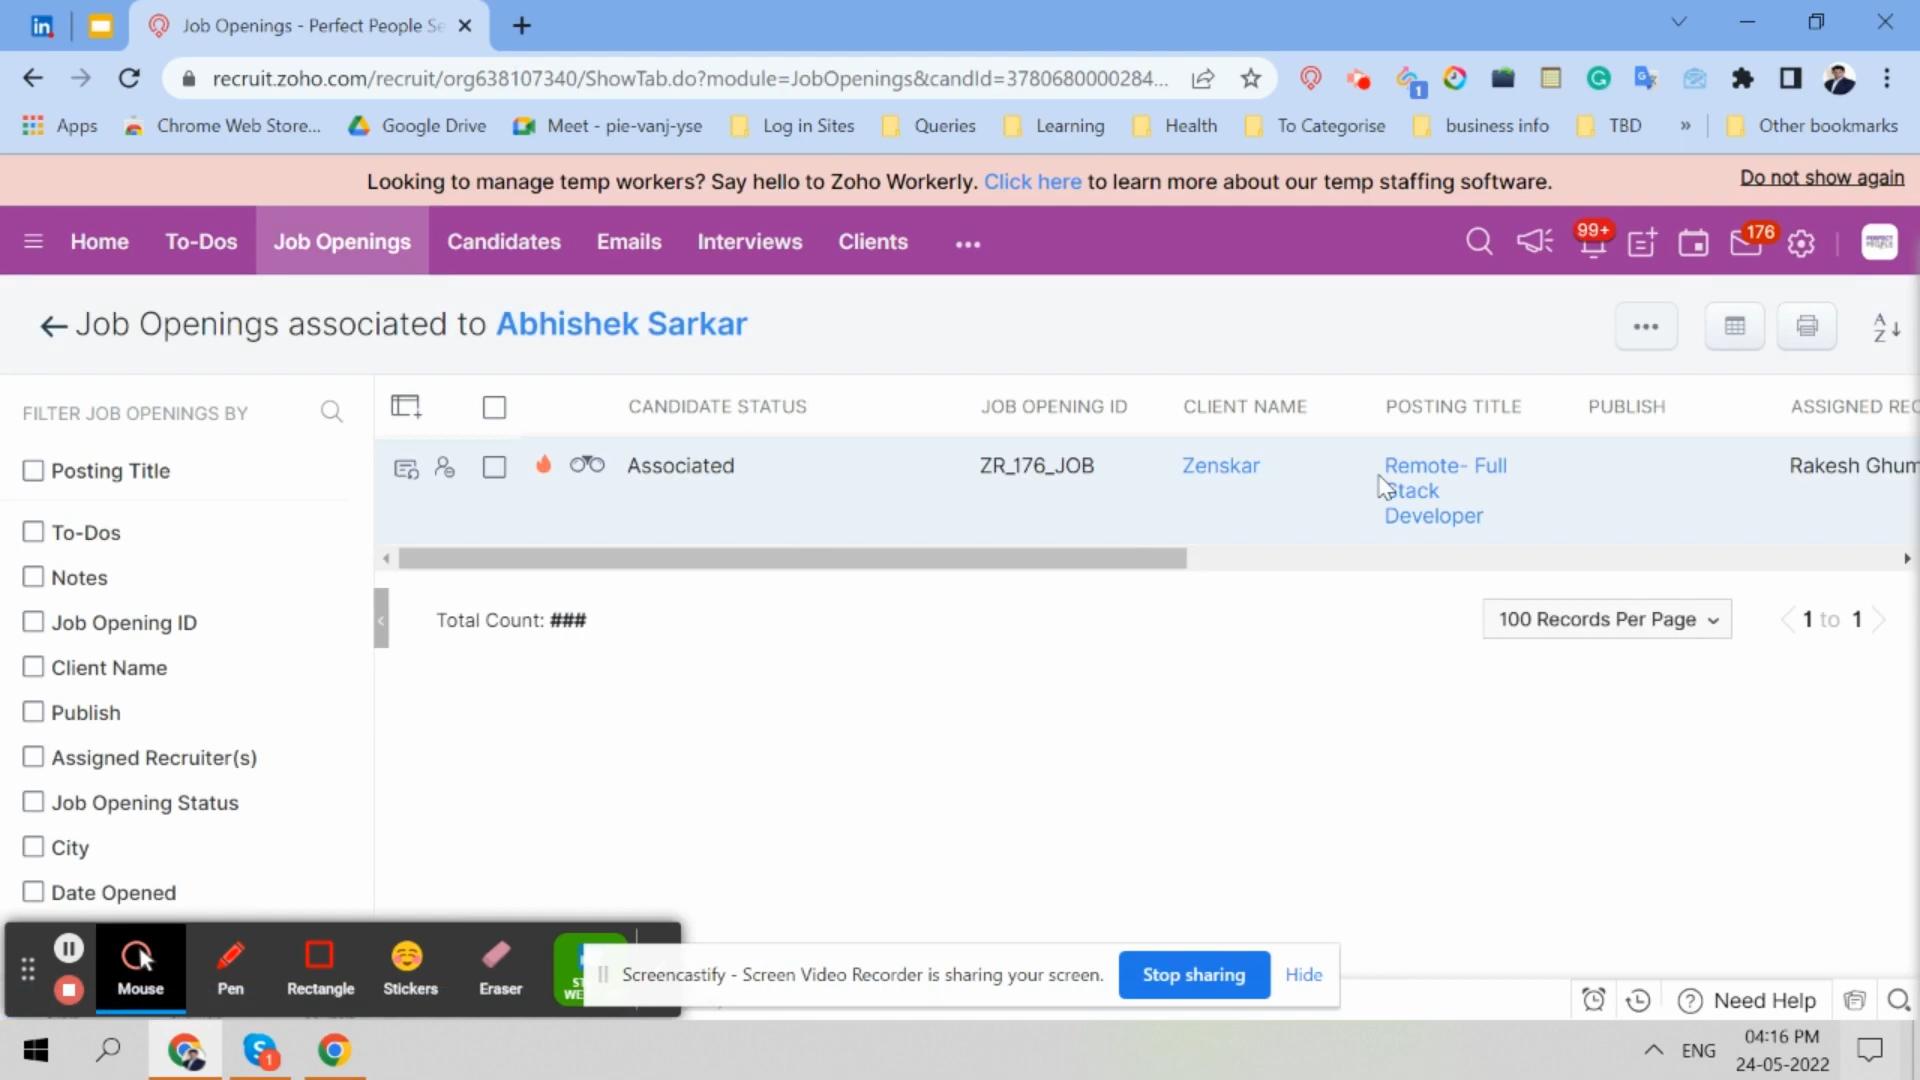 Job Openings - Perfect People Se
recruit.zoho.com/recruit/org638107340/ShowTab.do?module=JobOpenings&candId=3780680000284...
1
Apps
Chrome Web Store...
Google Drive
Meet - pie-vanj-yse
Log in Sites
Queries
Learning
Health
To Categorise
business info
TBD
»
Other bookmarks
Looking to manage temp workers? Say hello to Zoho Workerly. Click here to learn more about our temp staffing software.
Do not show again
Home
To-Dos
Job Openings
Candidates
Emails
Interviews
Clients
99+
176
Job Openings associated to Abhishek Sarkar
FILTER JOB OPENINGS BY
CANDIDATE STATUS
JOB OPENING ID
CLIENT NAME
POSTING TITLE
PUBLISH
ASSIGNED REC
Associated
ZR_176_JOB
Zenskar
Remote- Full
Stack
Developer
Rakesh Ghum
Posting Title
To-Dos
Notes
Job Opening ID
Client Name
Publish
Assigned Recruiter(s)
Job Opening Status
City
Date Opened
Total Count: ###
100 Records Per Page
1 to 1
Mouse
Pen
Rectangle
Stickers
Eraser
Screencastify - Screen Video Recorder is sharing your screen.
Stop sharing
Hide
Need Help
1
ENG
04:16 PM
24-05-2022